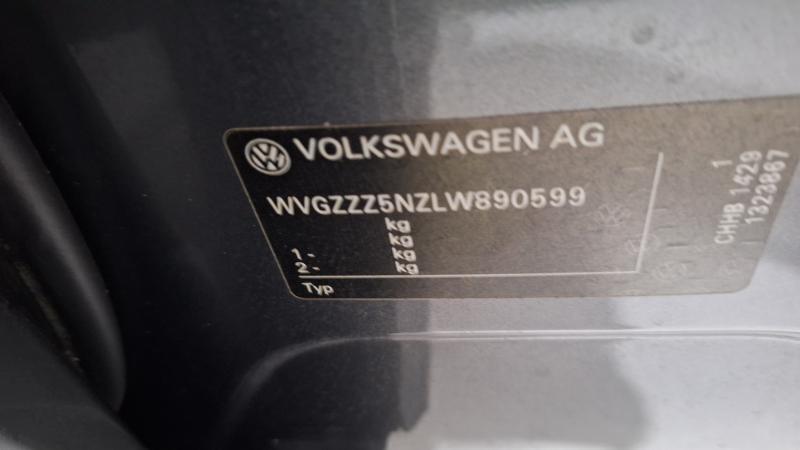 VOLKSWAGEN AG
WVGZZZ5NZLW890599
kg
kg
1 - kg
2 - kg
Typ
1
CHHB 1429
1323867